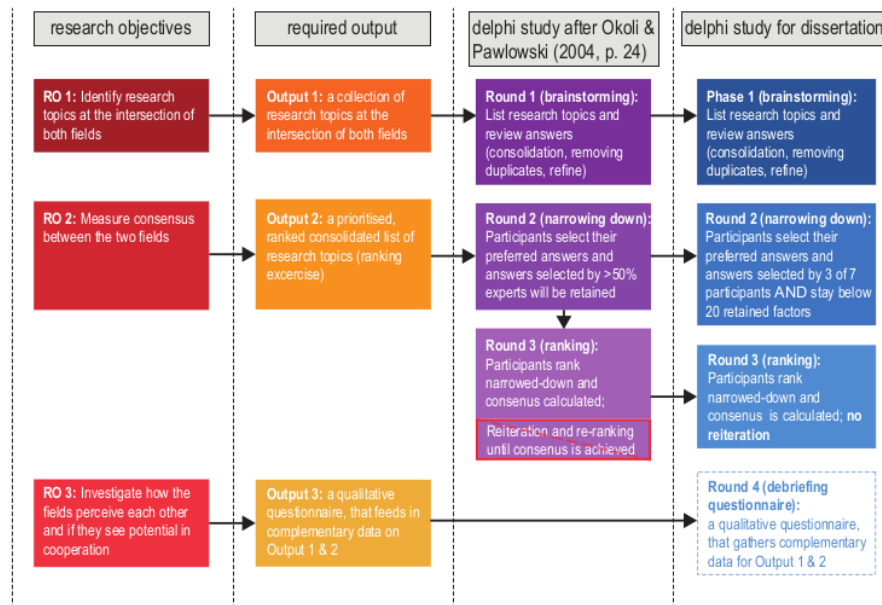 research objectives
required output
delphi study after Okoli &
Pawlowski (2004, p. 24)
delphi study for dissertation
RO 1: Identify research
topics at the intersection of
both fields
Output 1: a collection of
research topics at the
intersection of both fields
Round 1 (brainstorming):
List research topics and
review answers
(consolidation, removing
duplicates, refine)
Phase 1 (brainstorming):
List research topics and
review answers
(consolidation, removing
duplicates, refine)
RO 2: Measure consensus
between the two fields
Output 2: a prioritised,
ranked consolidated list of
research topics (ranking
excercise)
Round 2 (narrowing down):
Participants select their
preferred answers and
answers selected by >50%
experts will be retained
Round 2 (narrowing down):
Participants select their
preferred answers and
answers selected by 3 of 7
participants AND stay below
20 retained factors
Round 3 (ranking):
Participants rank
narrowed-down and
consenus calculated;
Reiteration and re-ranking
until consenus is achieved
Round 3 (ranking):
Participants rank
narrowed-down and
consenus is calculated; no
reiteration
RO 3: Investigate how the
fields perceive each other
and if they see potential in
cooperation
Output 3: a qualitative
questionnaire, that feeds in
complementary data on
Output 1 & 2
Round 4 (debriefing
questionnaire):
a qualitative questionnaire,
that gathers complementary
data for Output 1 & 2